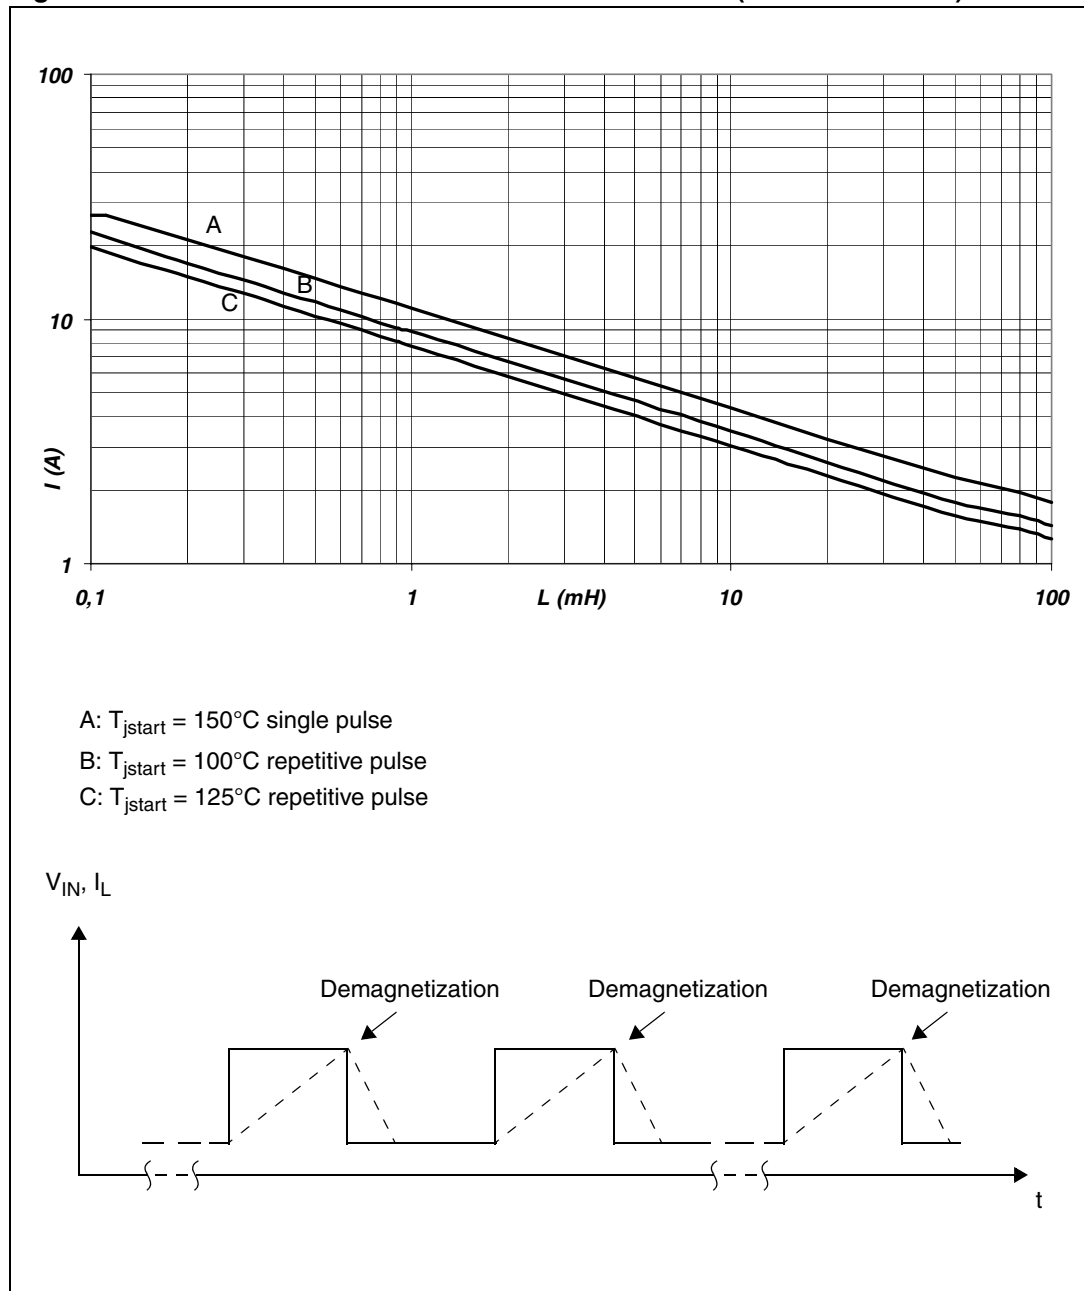 100
A
B
C
10
I (A)
1
0,1 1 L (mH) 10 100
A: Tjstart = 150°C single pulse
B: Tjstart = 100°C repetitive pulse
C: Tjstart = 125°C repetitive pulse
VIN, IL
Demagnetization Demagnetization Demagnetization
t